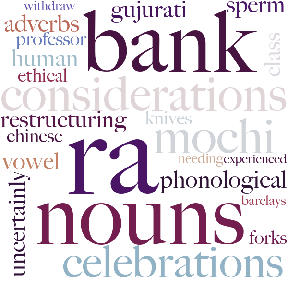 withdraw
gujurati
sperm
adverbs
professor
bank
class
human
ethical
considerations
restructuring
knives
chinese
mochi
vowel
ra
needing
experienced
phonological
uncertainly
barclays
nouns
forks
celebrations